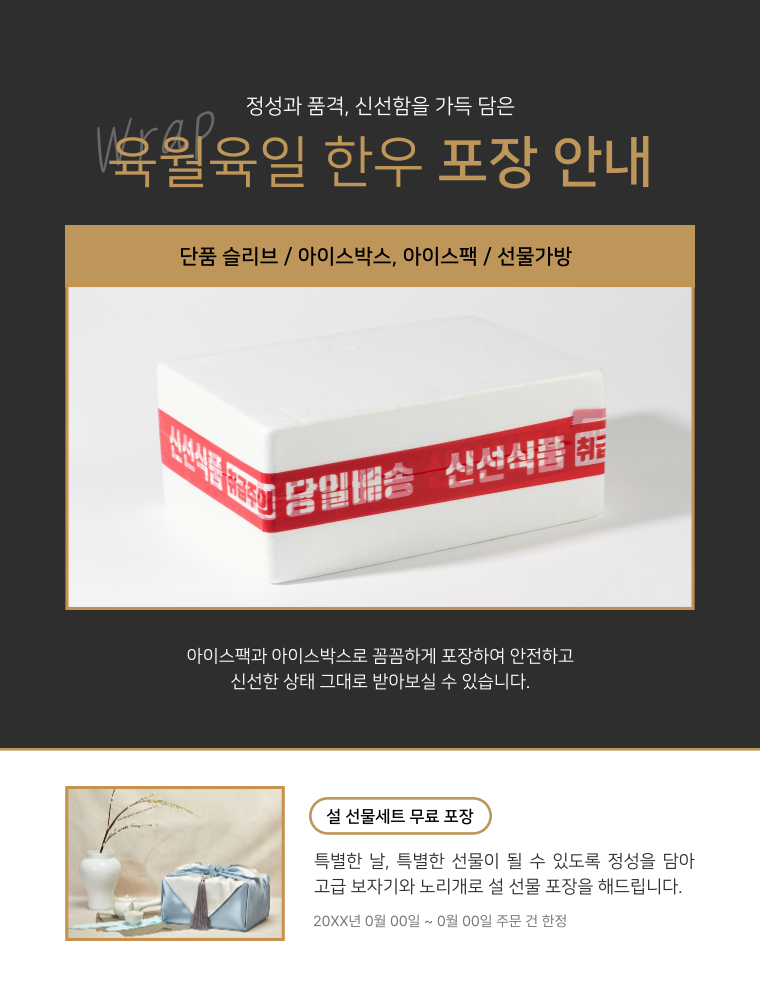 정성과 품격, 신선함을 가득 담은
Wrap
육월육일 한우 포장 안내
단품 슬리브 / 아이스박스, 아이스팩 / 선물가방
신선식품 취급주의 당일배송 신선식품 취급
아이스팩과 아이스박스로 꼼꼼하게 포장하여 안전하고
신선한 상태 그대로 받아보실 수 있습니다.
설 선물세트 무료 포장
특별한 날, 특별한 선물이 될 수 있도록 정성을 담아
고급 보자기와 노리개로 설 선물 포장을 해드립니다.
20XX년 0월 00일 ~ 0월 00일 주문 건 한정